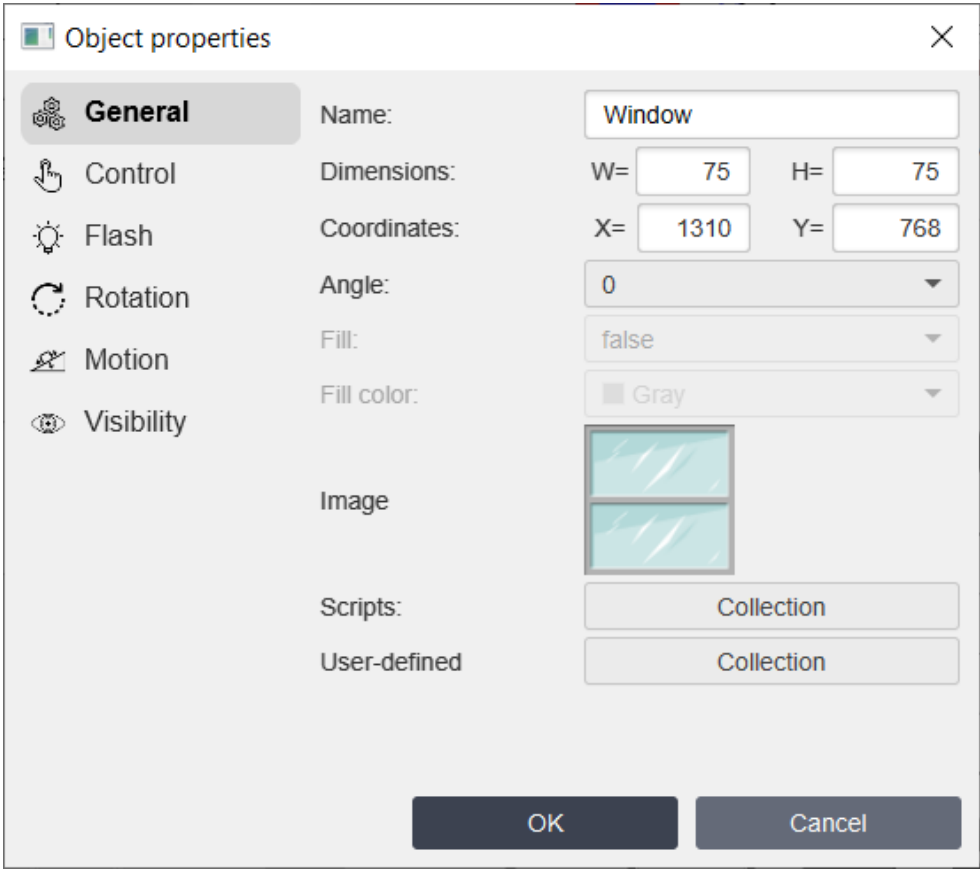 Object properties
General
Control
Flash
Rotation
Motion
Visibility
Name: Window
Dimensions: W= 75 H= 75
Coordinates: X= 1310 Y= 768
Angle: 0
Fill: false
Fill color: Gray
Image
Scripts: Collection
User-defined Collection
OK Cancel